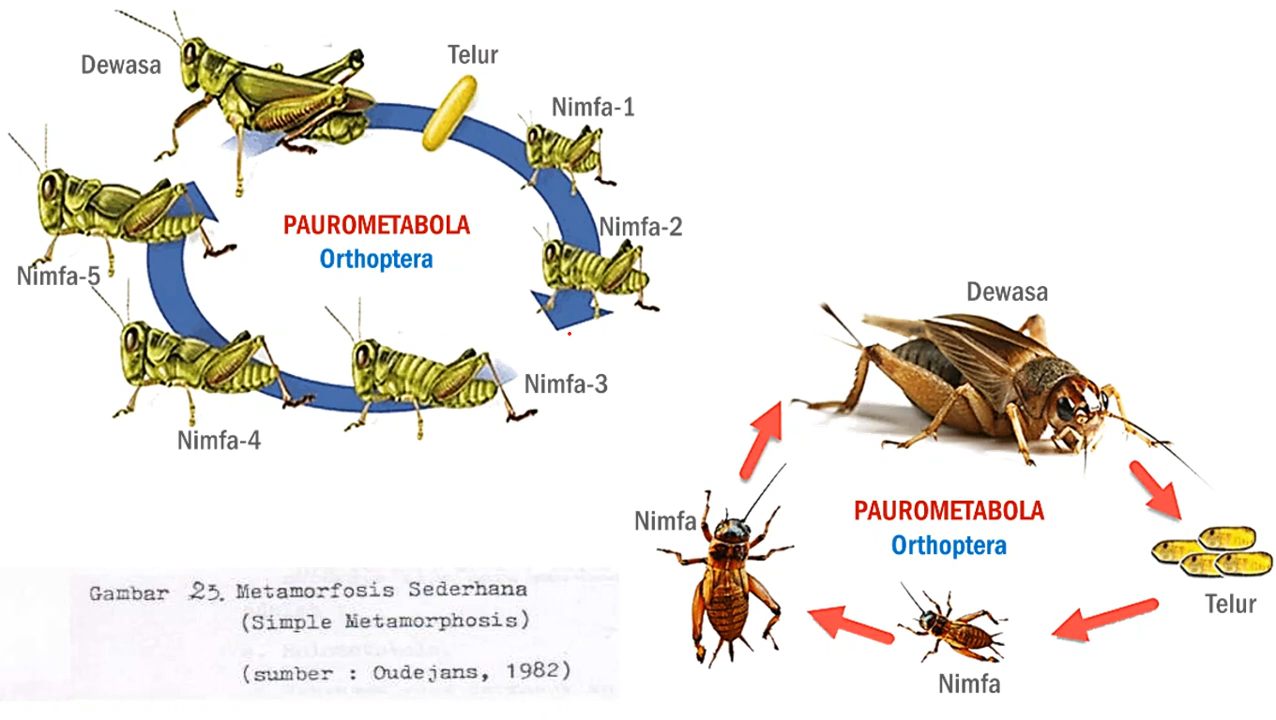 Dewasa
Telur
Nimfa-1
Nimfa-2
PAUROMETABOLA
Orthoptera
Nimfa-5
Nimfa-3
Nimfa-4
Dewasa
Nimfa
PAUROMETABOLA
Orthoptera
Telur
Nimfa
Gambar 23. Metamorfosis Sederhana
(Simple Metamorphosis)
(sumber : Oudejans, 1982)